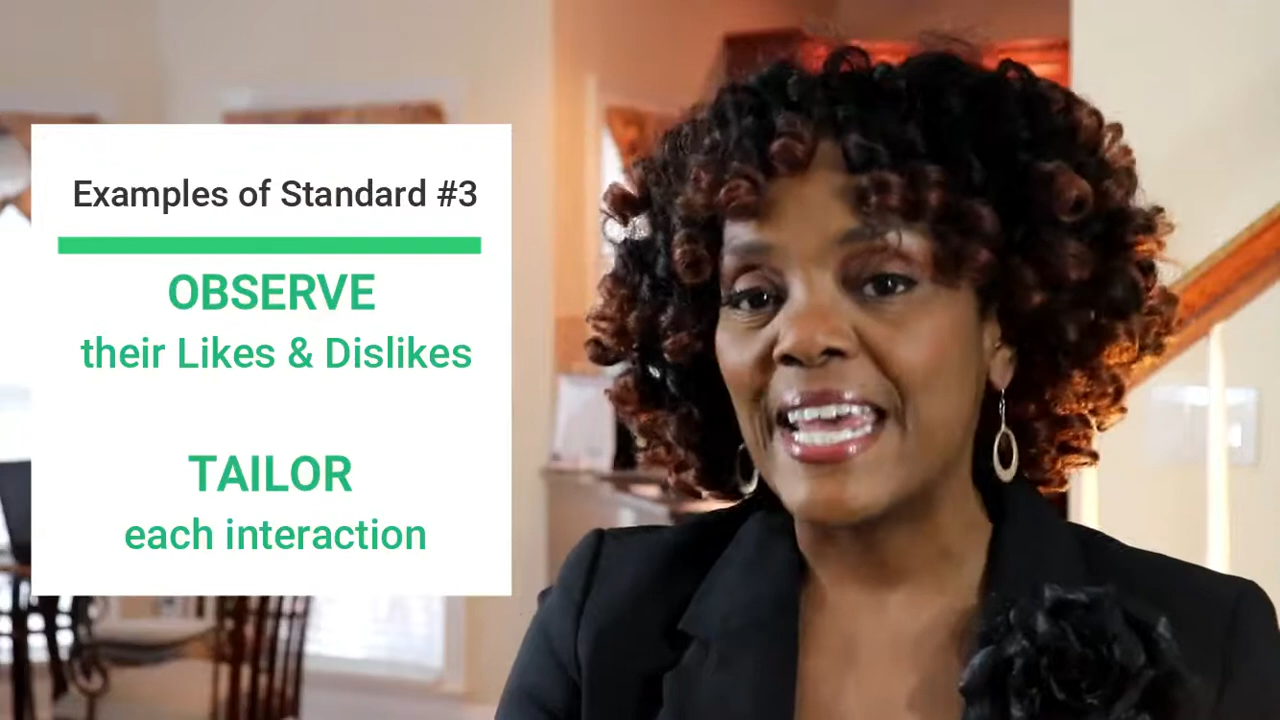 Examples of Standard #3
OBSERVE
their Likes & Dislikes
TAILOR
each interaction